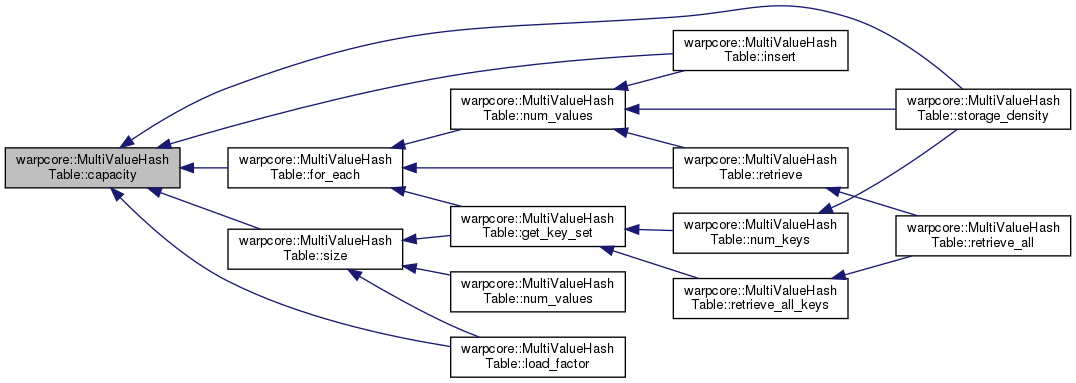 warpcore::MultiValueHash
Table::capacity
warpcore::MultiValueHash
Table::for_each
warpcore::MultiValueHash
Table::size
warpcore::MultiValueHash
Table::num_values
warpcore::MultiValueHash
Table::get_key_set
warpcore::MultiValueHash
Table::num_values
warpcore::MultiValueHash
Table::load_factor
warpcore::MultiValueHash
Table::insert
warpcore::MultiValueHash
Table::retrieve
warpcore::MultiValueHash
Table::num_keys
warpcore::MultiValueHash
Table::retrieve_all_keys
warpcore::MultiValueHash
Table::storage_density
warpcore::MultiValueHash
Table::retrieve_all